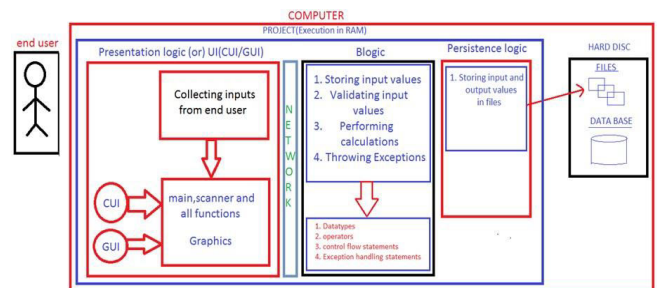 COMPUTER
PROJECT(Execution in RAM)
end user
Presentation logic (or) UI(CUI/GUI)
Collecting inputs
from end user
CUI
GUI
main,scanner and
all functions
Graphics
NETWORK
Blogic
1. Storing input values
2. Validating input
values
3. Performing
calculations
4. Throwing Exceptions
1. Datatypes
2. operators
3. control flow statements
4. Exception handling statements
Persistence logic
1. Storing input and
output values
in files
HARD DISC
FILES
DATA BASE